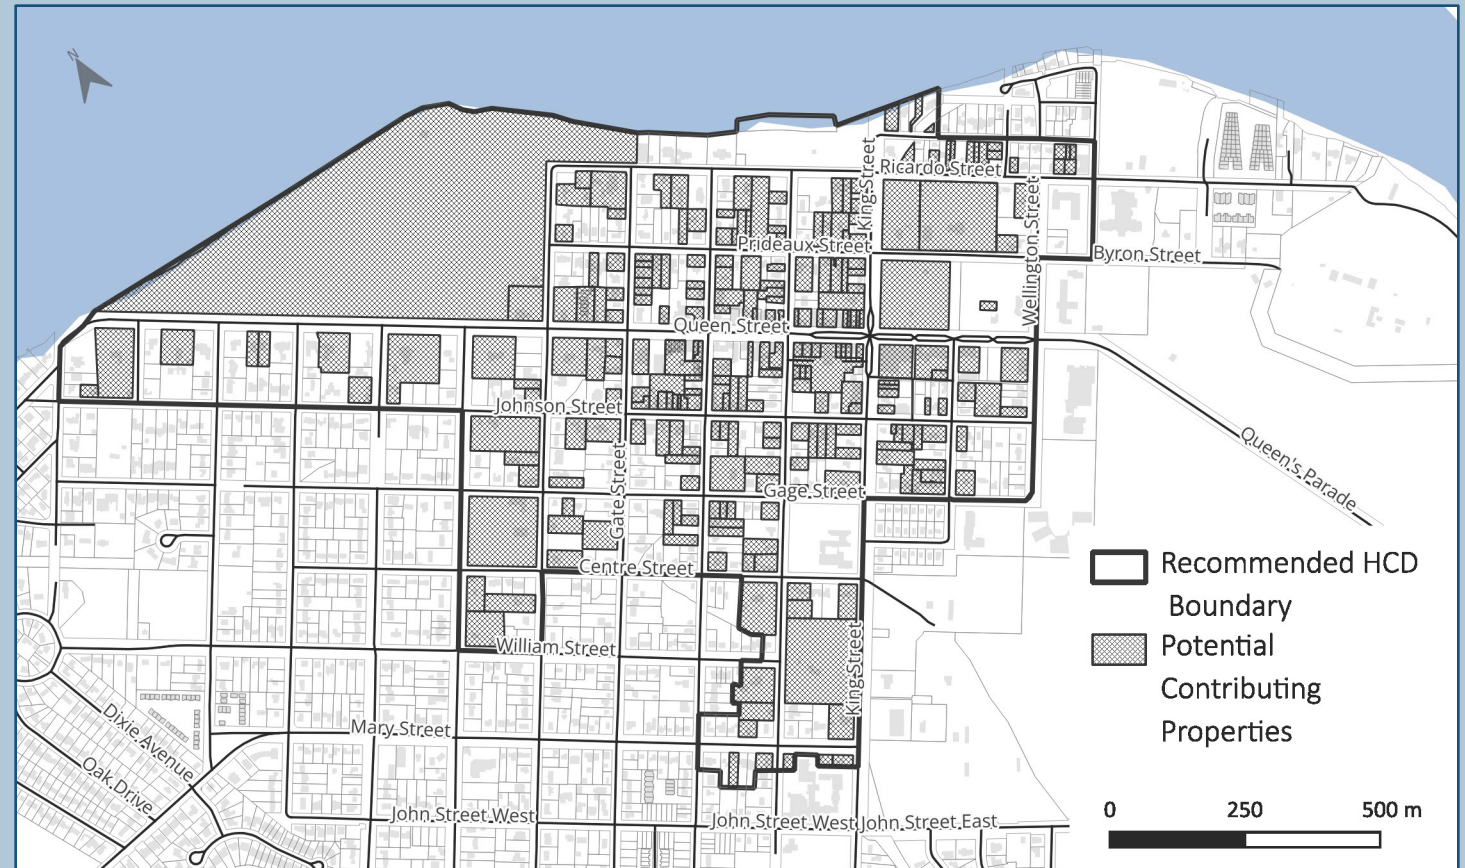 N
King Street
Ricardo Street
Prideaux Street
Wellington Street
Byron Street
Queen Street
Johnson Street
Gate Street
Gage Street
Queen's Parade
Centre Street
William Street
King Street
Dixie Avenue
Mary Street
Oak Drive
John Street West
John Street West
John Street East
Recommended HCD
Boundary
Potential
Contributing
Properties
0 250 500 m